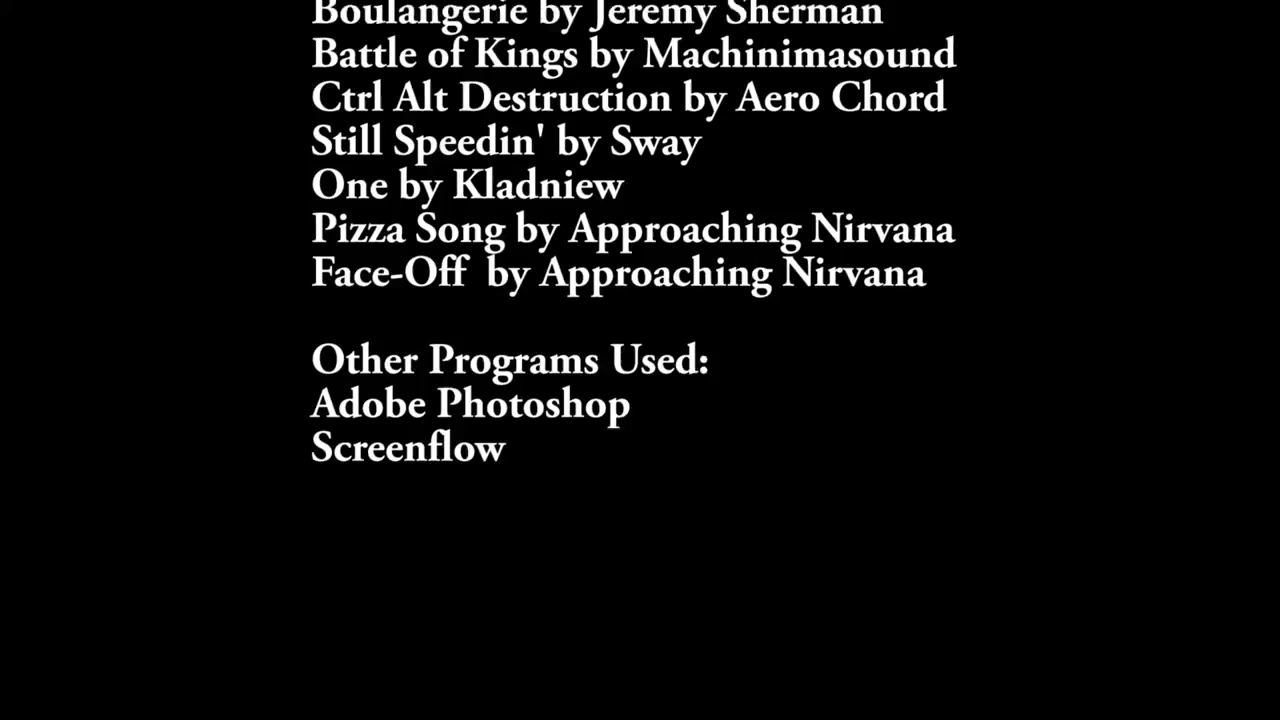 Boulangerie by Jeremy Sherman
Battle of Kings by Machinimasound
Ctrl Alt Destruction by Aero Chord
Still Speedin' by Sway
One by Kladniew
Pizza Song by Approaching Nirvana
Face-Off  by Approaching Nirvana
Other Programs Used:
Adobe Photoshop
Screenflow